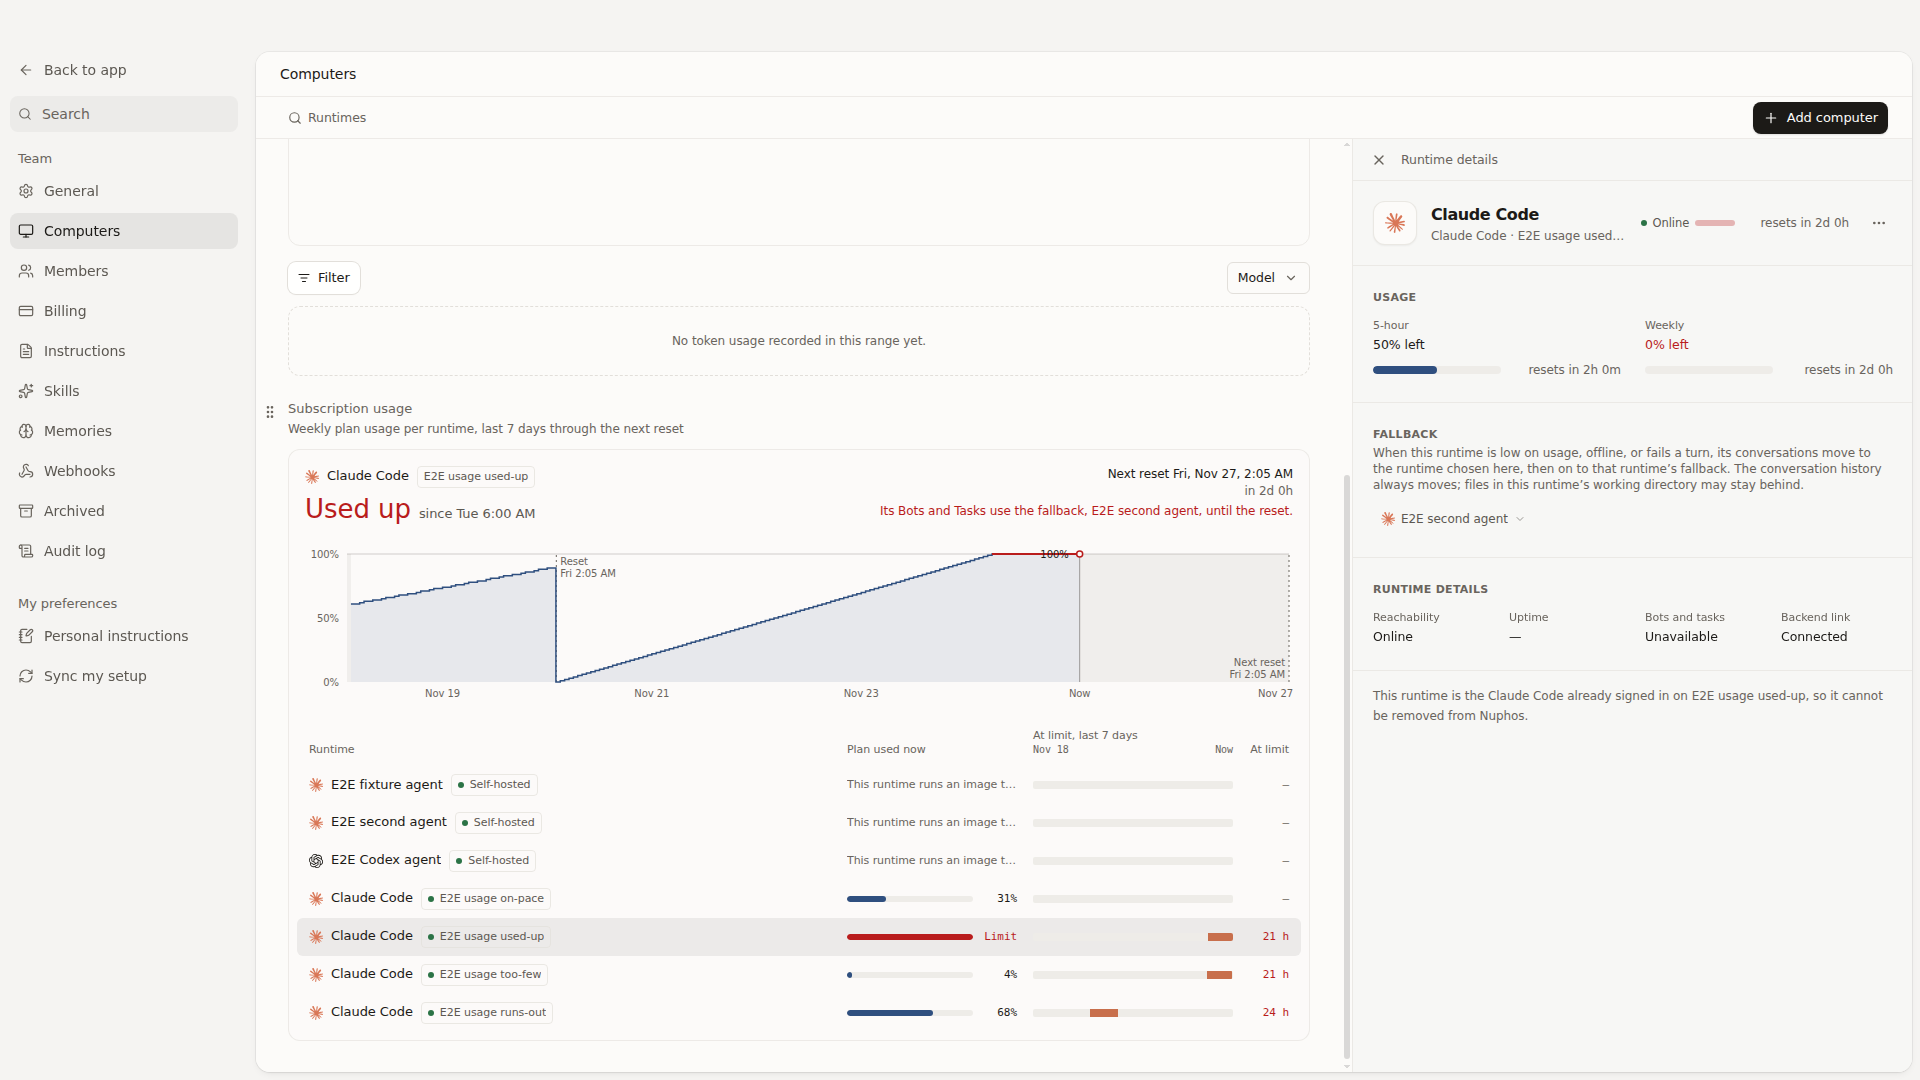 Back to app
Search
Team
General
Computers
Members
Billing
Instructions
Skills
Memories
Webhooks
Archived
Audit log
My preferences
Personal instructions
Sync my setup
Computers
Runtimes
Add computer
Filter
Model
No token usage recorded in this range yet.
Subscription usage
Weekly plan usage per runtime, last 7 days through the next reset
Claude Code E2E usage used-up
Next reset Fri, Nov 27, 2:05 AM
in 2d 0h
Used up since Tue 6:00 AM
Its Bots and Tasks use the fallback, E2E second agent, until the reset.
100%
50%
0%
Reset
Fri 2:05 AM
100%
Next reset
Fri 2:05 AM
Nov 19 Nov 21 Nov 23 Now Nov 27
At limit, last 7 days
Runtime Plan used now Nov 18 Now At limit
E2E fixture agent Self-hosted This runtime runs an image t… –
E2E second agent Self-hosted This runtime runs an image t… –
E2E Codex agent Self-hosted This runtime runs an image t… –
Claude Code E2E usage on-pace 31% –
Claude Code E2E usage used-up Limit 21 h
Claude Code E2E usage too-few 4% 21 h
Claude Code E2E usage runs-out 68% 24 h
Runtime details
Claude Code
Claude Code · E2E usage used…
Online resets in 2d 0h
USAGE
5-hour Weekly
50% left 0% left
resets in 2h 0m resets in 2d 0h
FALLBACK
When this runtime is low on usage, offline, or fails a turn, its conversations move to
the runtime chosen here, then on to that runtime’s fallback. The conversation history
always moves; files in this runtime’s working directory may stay behind.
E2E second agent
RUNTIME DETAILS
Reachability Uptime Bots and tasks Backend link
Online — Unavailable Connected
This runtime is the Claude Code already signed in on E2E usage used-up, so it cannot
be removed from Nuphos.